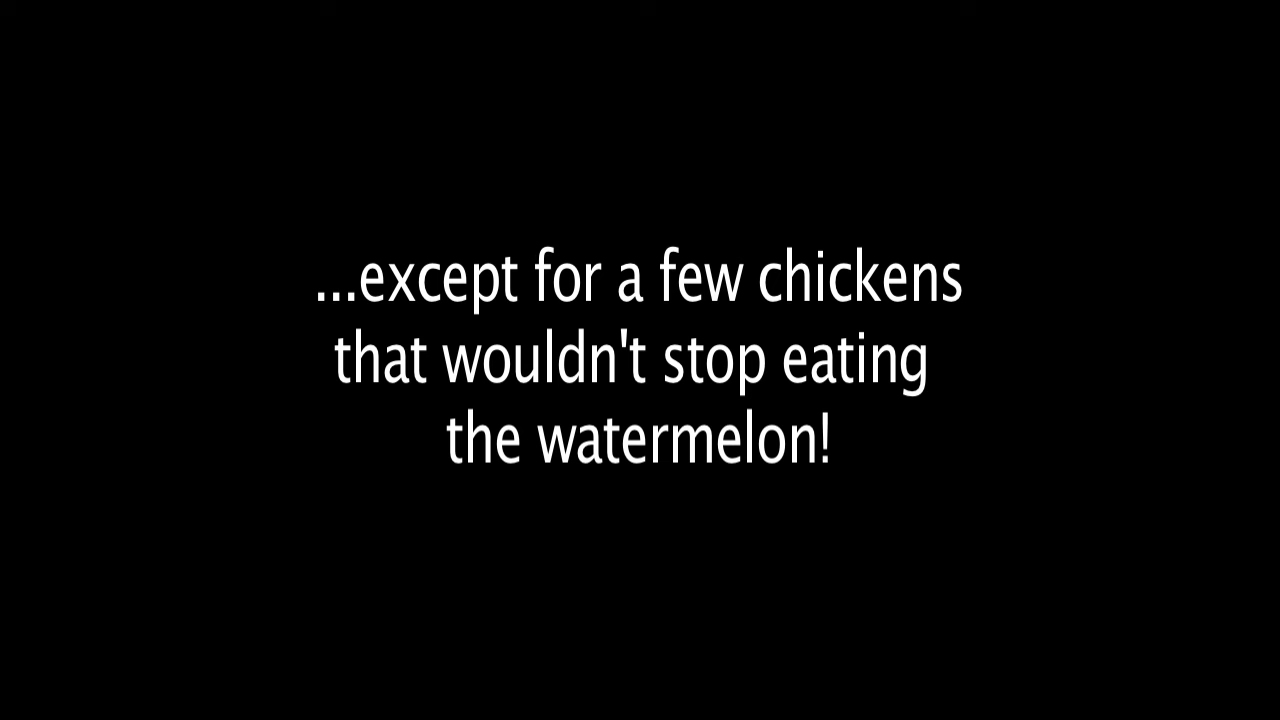 ...except for a few chickens
that wouldn't stop eating
the watermelon!